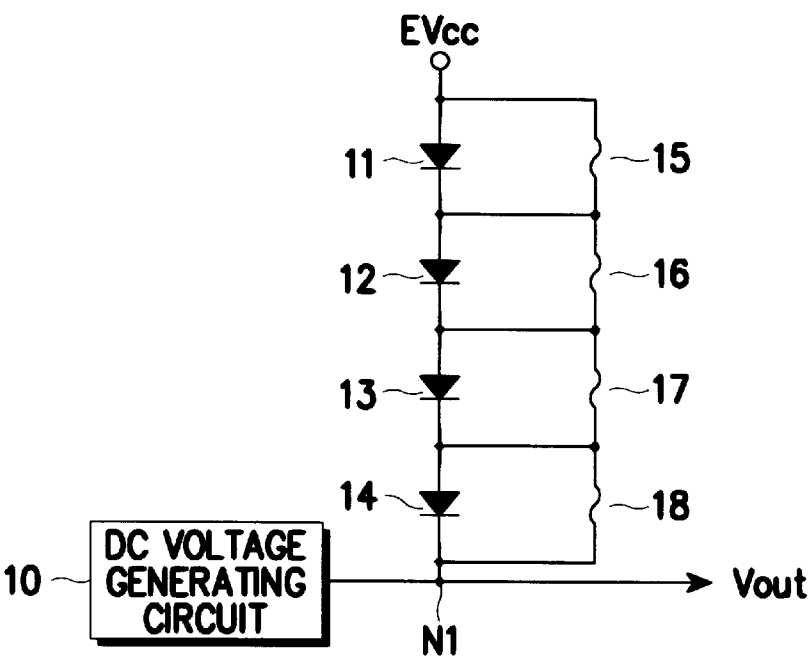 EVcc
11
15
12
16
13
17
14
18
10
DC VOLTAGE
GENERATING
CIRCUIT
Vout
N1